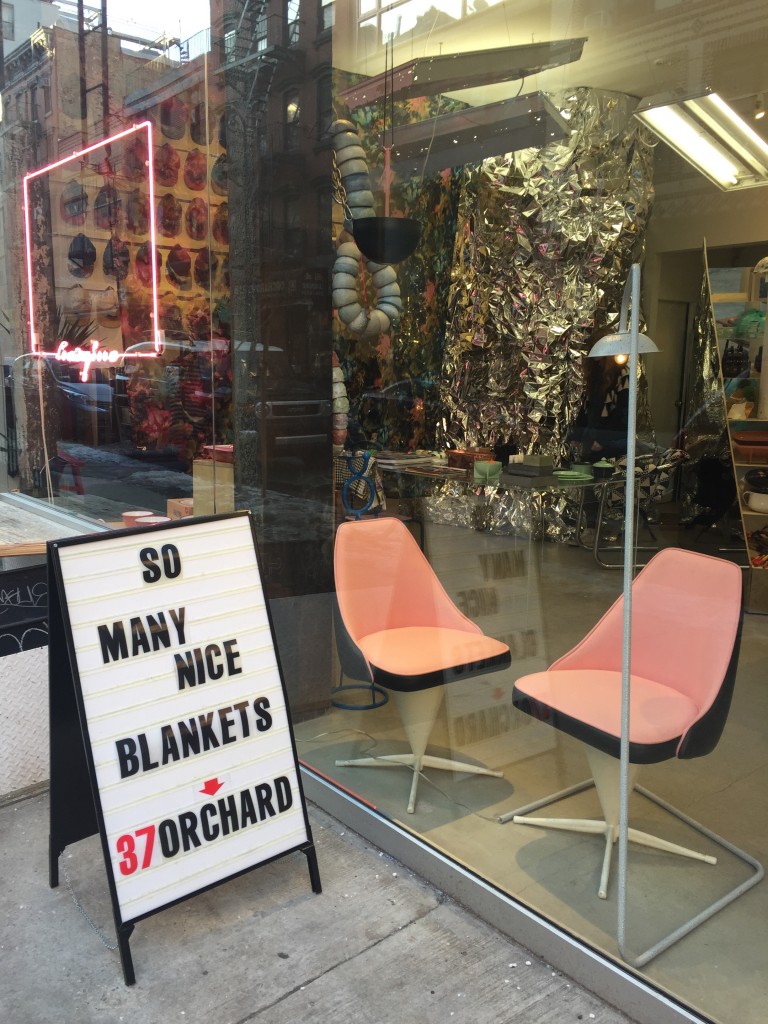 SO
MANY
NICE
BLANKETS
37 ORCHARD